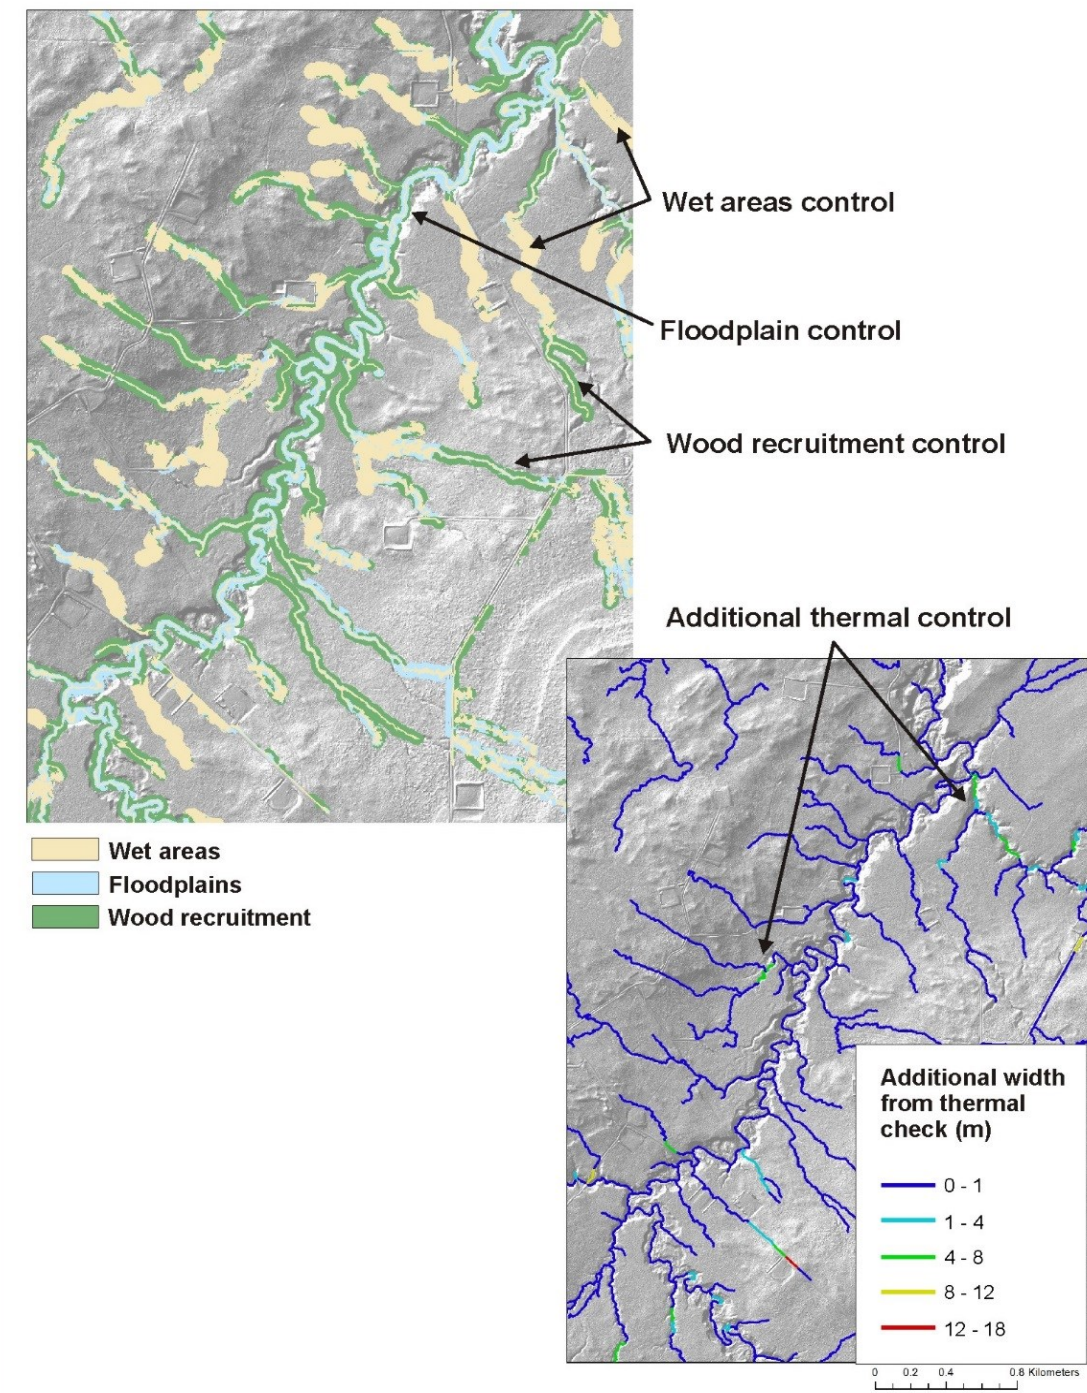 Wet areas control
Floodplain control
Wood recruitment control
Additional thermal control
Wet areas
Floodplains
Wood recruitment
Additional width
from thermal
check (m)
0 - 1
1 - 4
4 - 8
8 - 12
12 - 18
0 0.2 0.4 0.8 Kilometers